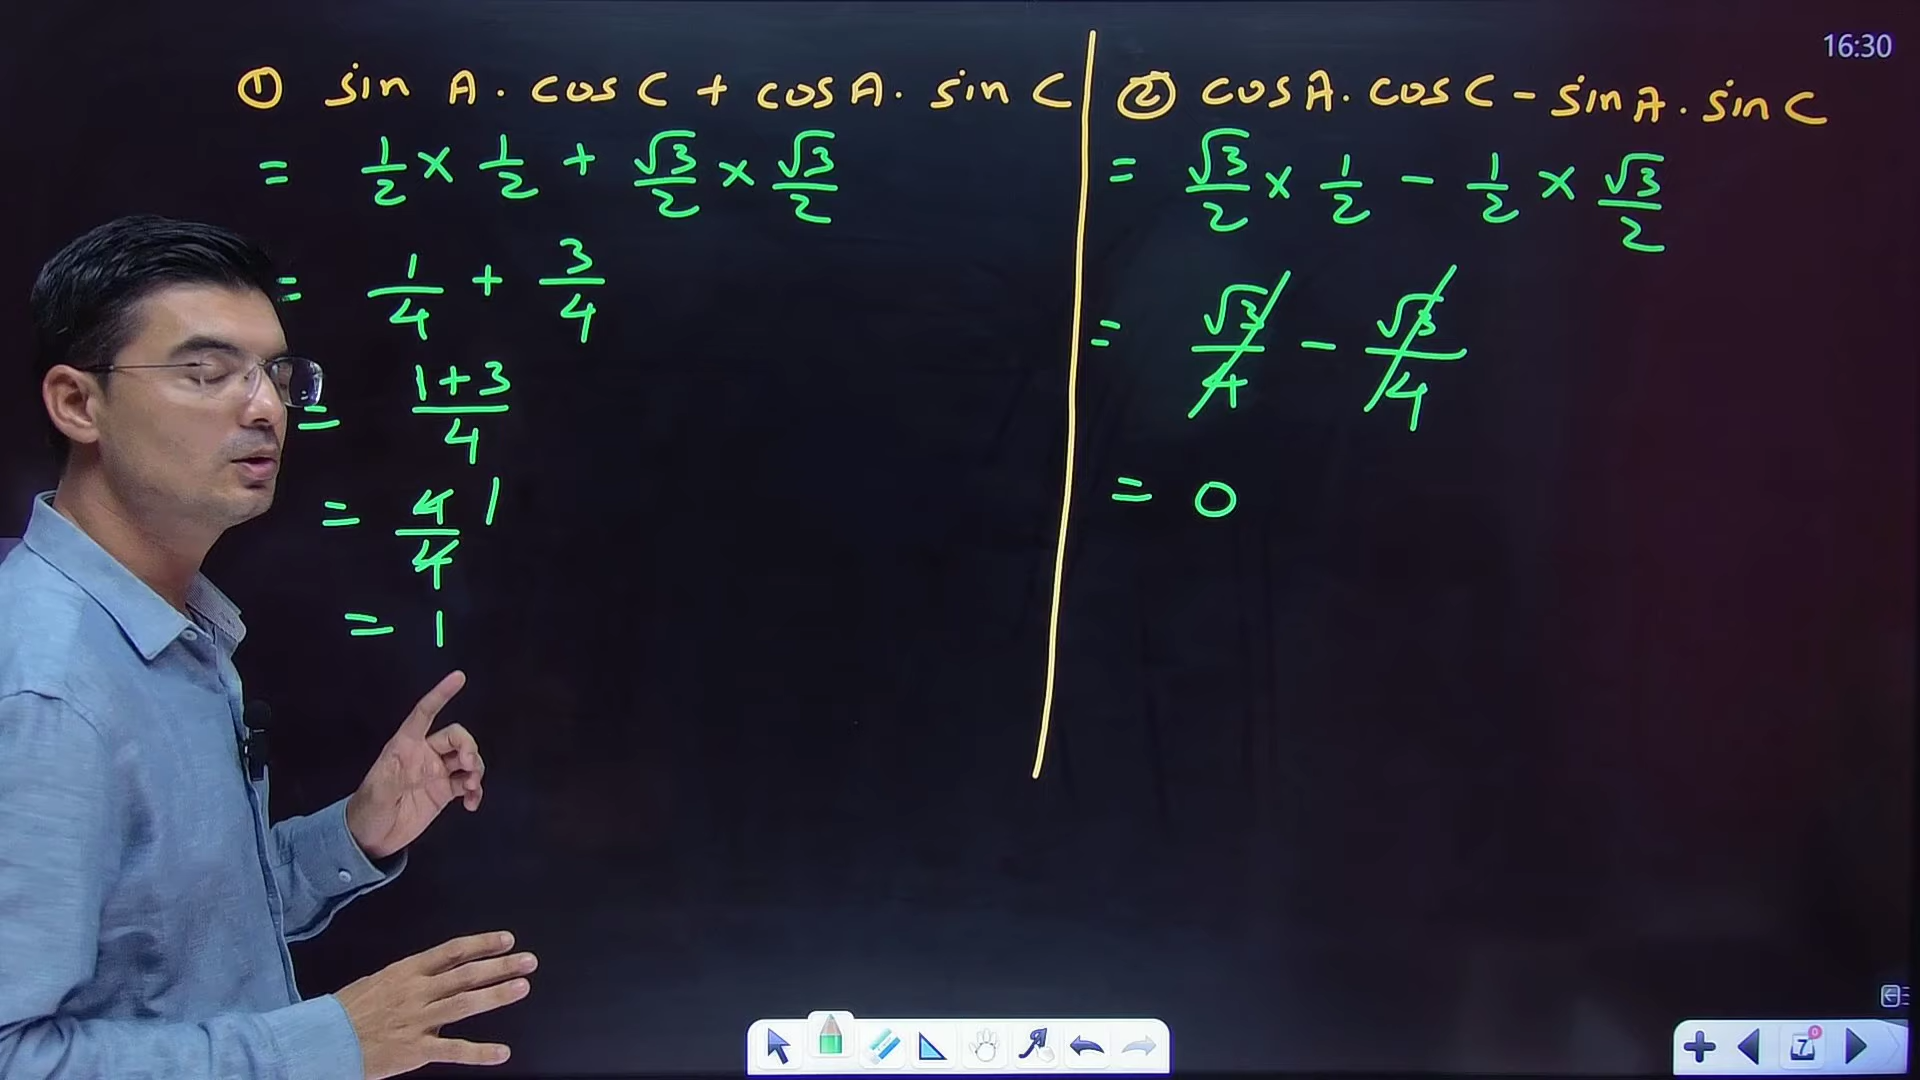 ① sin A . cos C + cos A . sin C
= 1/2 × 1/2 + √3/2 × √3/2
= 1/4 + 3/4
= 1+3/4
= 4/4 1
= 1
② cos A . cos C - sin A . sin C
= √3/2 × 1/2 - 1/2 × √3/2
= √3/4 - √3/4
= 0
16:30
7
0